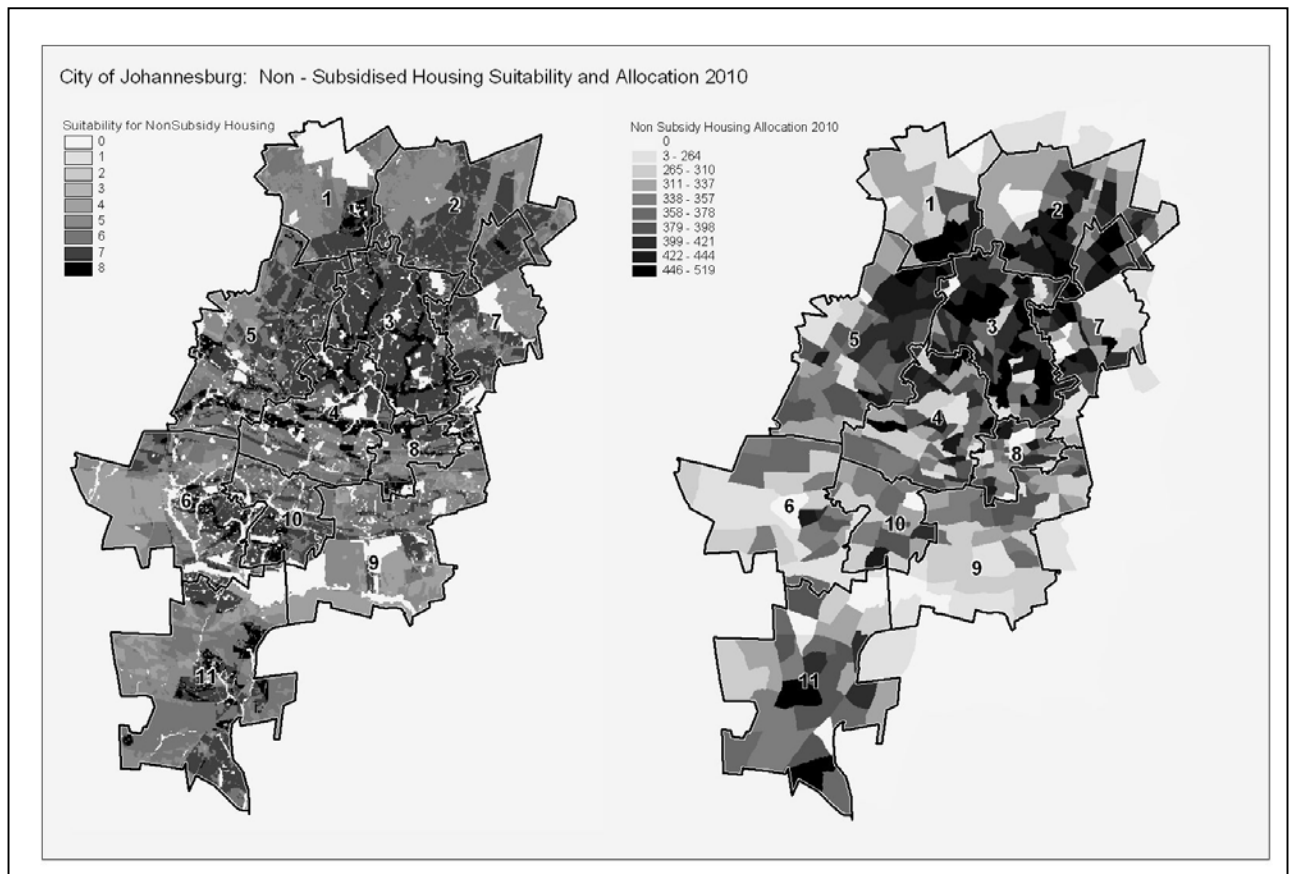 City of Johannesburg: Non - Subsidised Housing Suitability and Allocation 2010
Suitability for NonSubsidy Housing
0
1
2
3
4
5
6
7
8
1
2
3
4
5
6
7
8
9
10
11
Non Subsidy Housing Allocation 2010
0
3 - 264
265 - 310
311 - 337
338 - 357
358 - 378
379 - 398
399 - 421
422 - 444
446 - 519
1
2
3
4
5
6
7
8
9
10
11